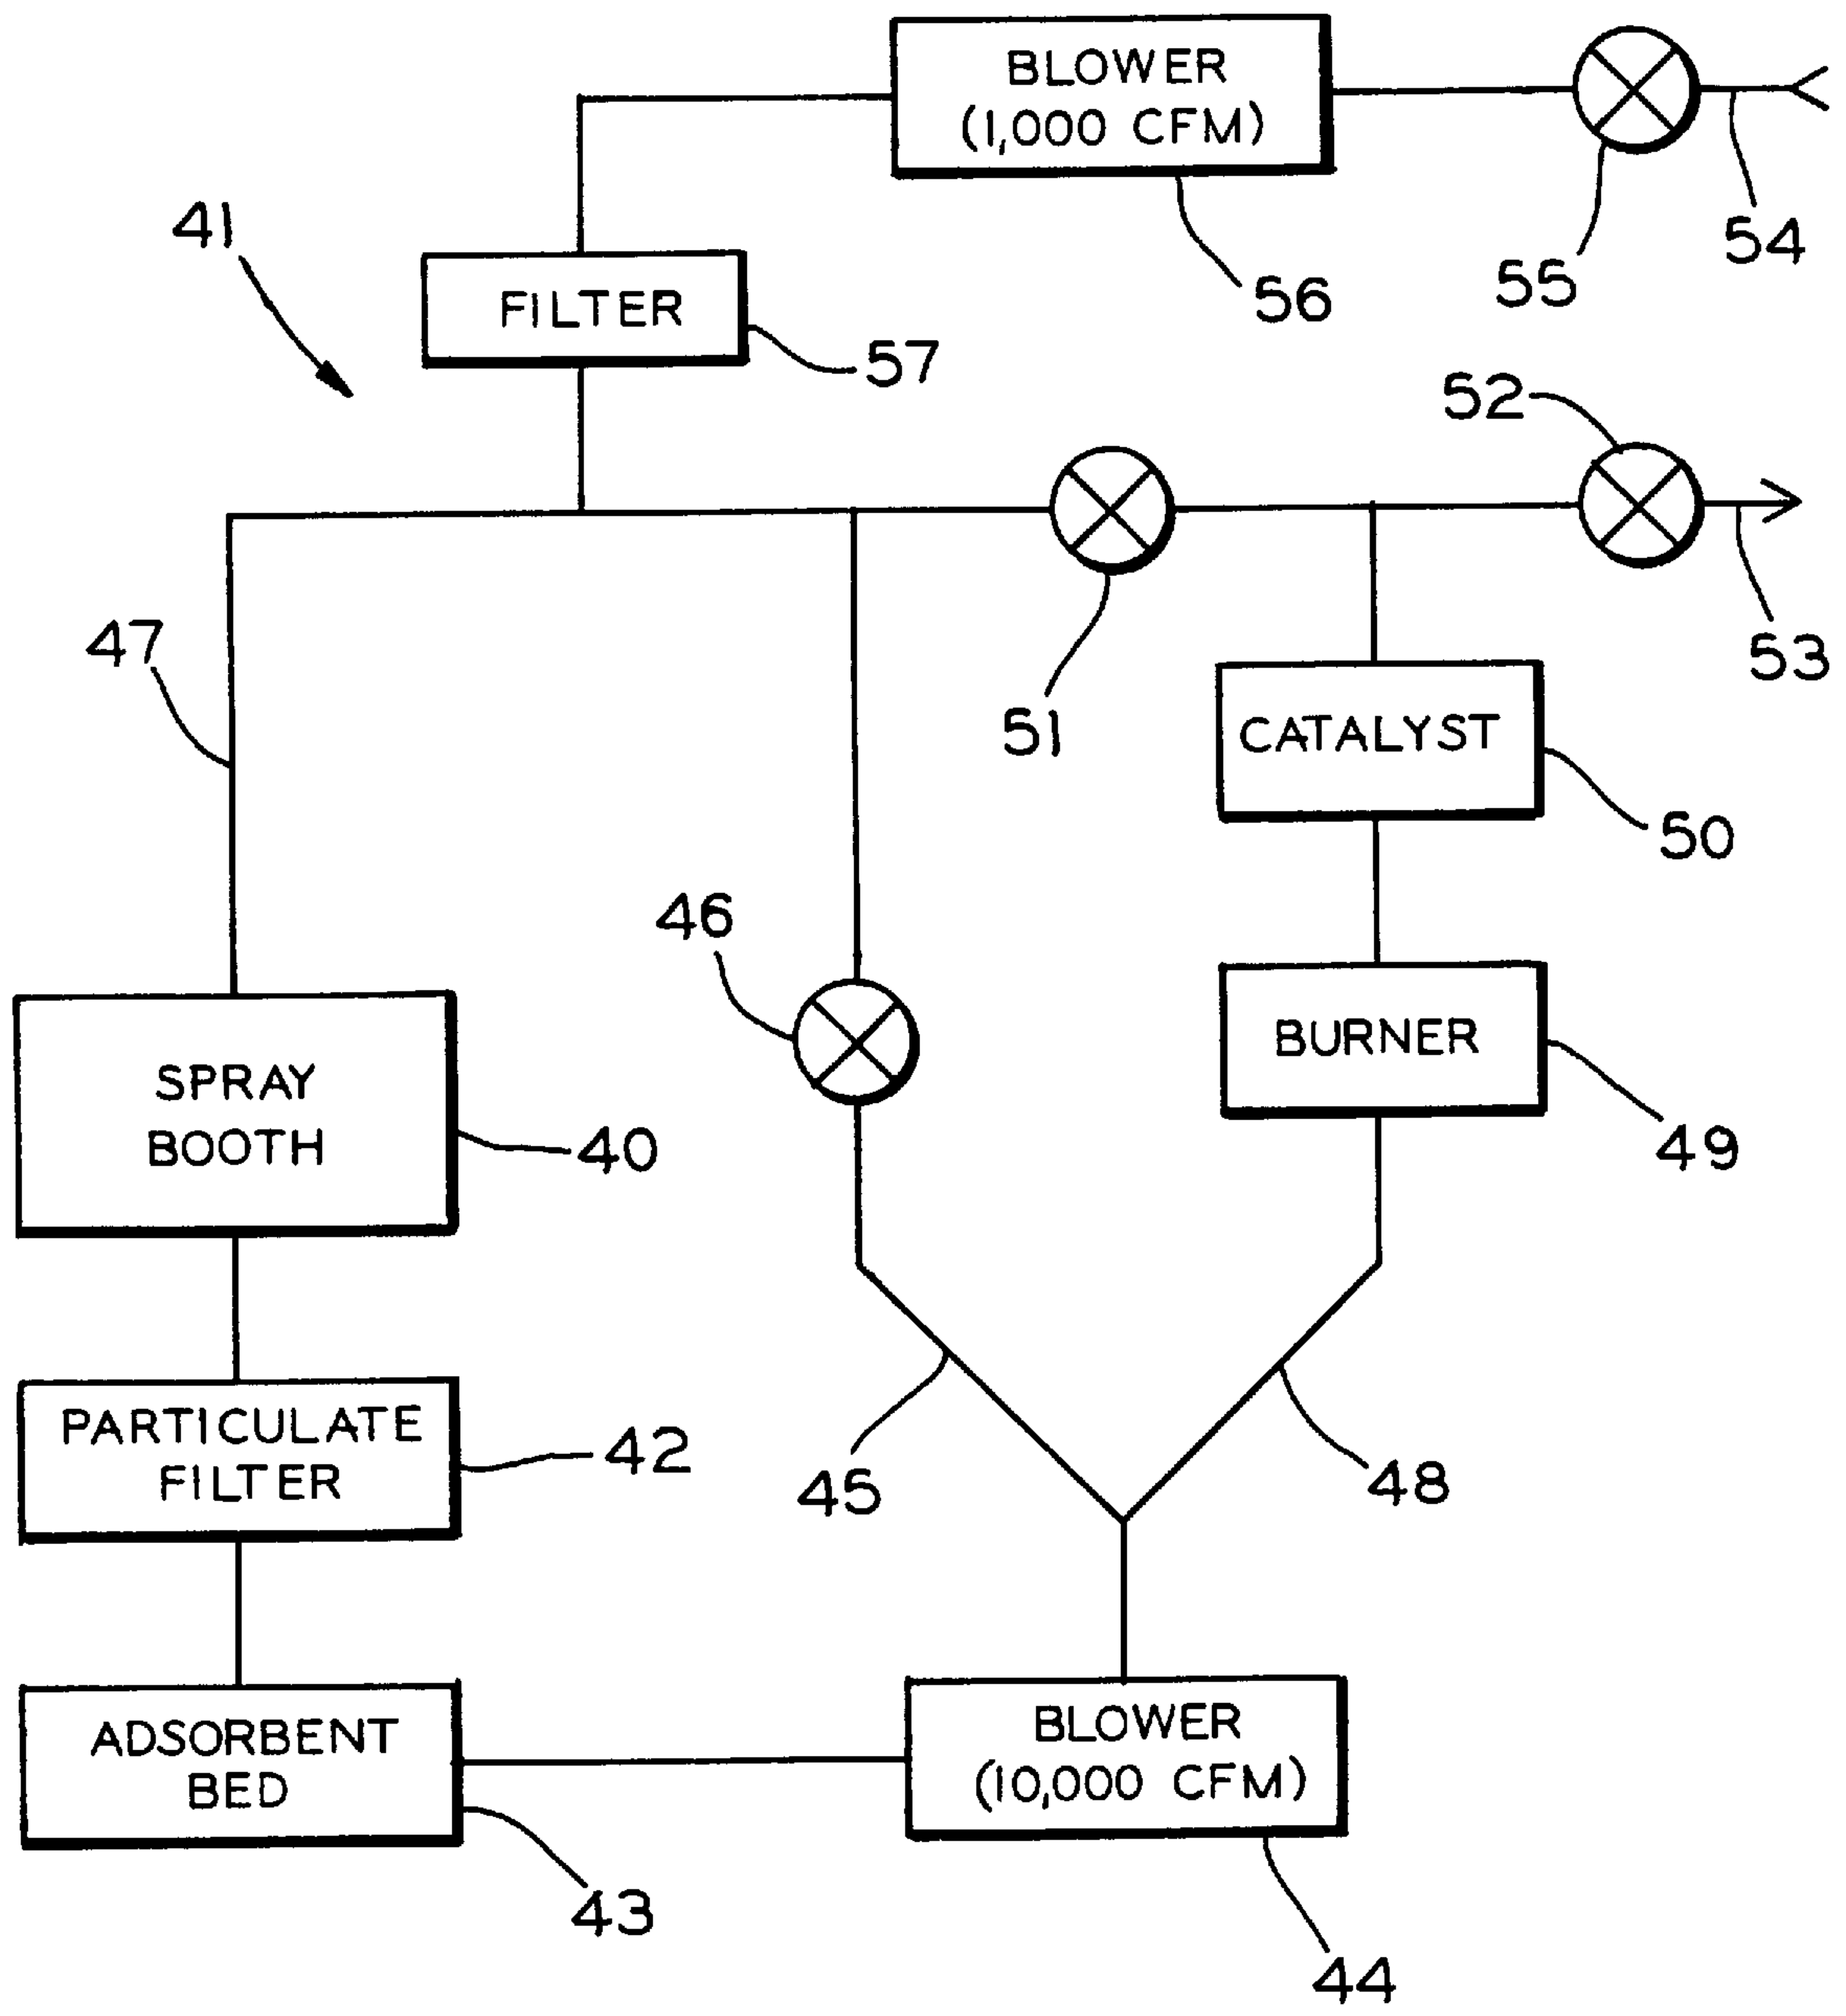 BLOWER
(1,000 CFM)
54
55
56
41
FILTER
57
52
53
51
47
CATALYST
50
46
BURNER
49
SPRAY
BOOTH
40
PARTICULATE
FILTER
42
45
48
ADSORBENT
BED
43
BLOWER
(10,000 CFM)
44